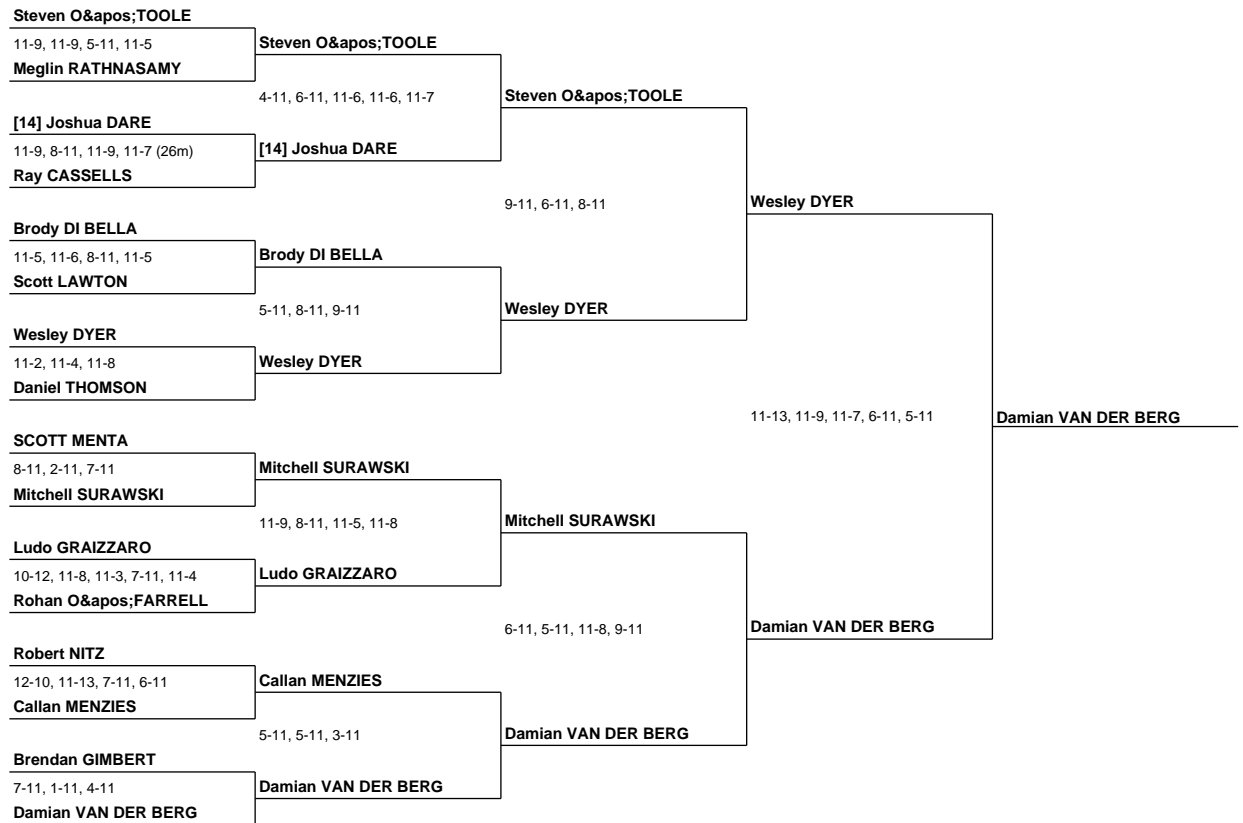 Steven O&apos;TOOLE
11-9, 11-9, 5-11, 11-5
Meglin RATHNASAMY
[14] Joshua DARE
11-9, 8-11, 11-9, 11-7 (26m)
Ray CASSELLS
Brody DI BELLA
11-5, 11-6, 8-11, 11-5
Scott LAWTON
Wesley DYER
11-2, 11-4, 11-8
Daniel THOMSON
SCOTT MENTA
8-11, 2-11, 7-11
Mitchell SURAWSKI
Ludo GRAIZZARO
10-12, 11-8, 11-3, 7-11, 11-4
Rohan O&apos;FARRELL
Robert NITZ
12-10, 11-13, 7-11, 6-11
Callan MENZIES
Brendan GIMBERT
7-11, 1-11, 4-11
Damian VAN DER BERG
Steven O&apos;TOOLE
4-11, 6-11, 11-6, 11-6, 11-7
[14] Joshua DARE
Brody DI BELLA
5-11, 8-11, 9-11
Wesley DYER
Mitchell SURAWSKI
11-9, 8-11, 11-5, 11-8
Ludo GRAIZZARO
Callan MENZIES
5-11, 5-11, 3-11
Damian VAN DER BERG
Steven O&apos;TOOLE
9-11, 6-11, 8-11
Wesley DYER
Mitchell SURAWSKI
6-11, 5-11, 11-8, 9-11
Damian VAN DER BERG
Wesley DYER
11-13, 11-9, 11-7, 6-11, 5-11
Damian VAN DER BERG
Damian VAN DER BERG